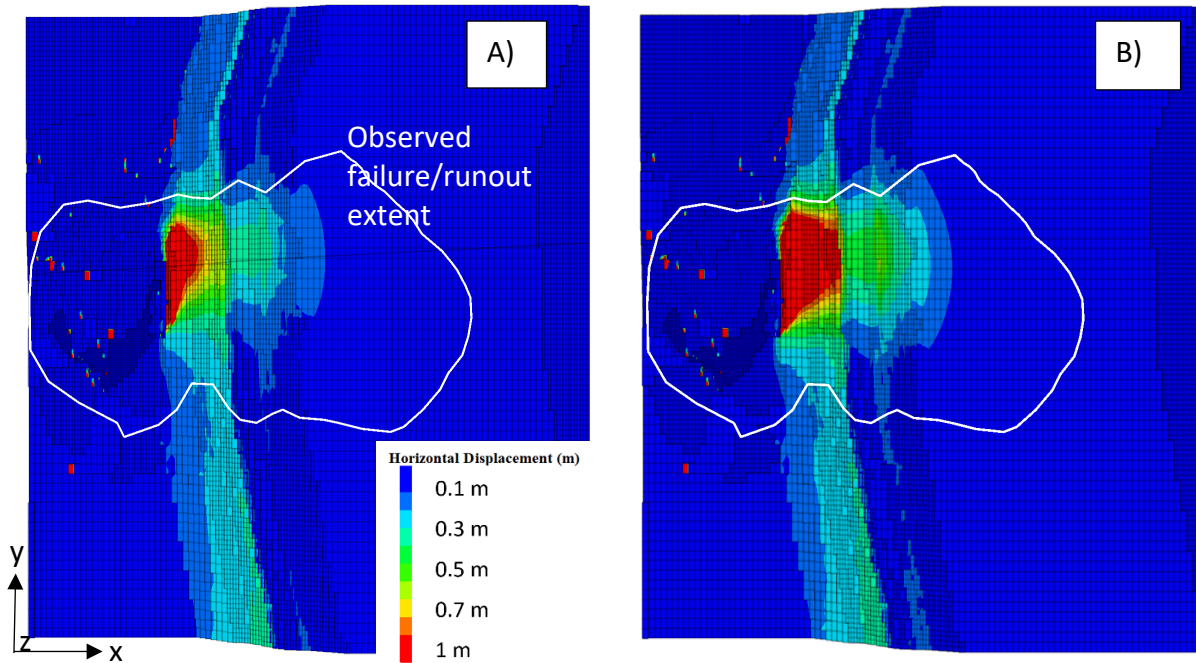 A)
B)
Observed
failure/runout
extent
Horizontal Displacement (m)
0.1 m
0.3 m
0.5 m
0.7 m
1 m
y
z
x